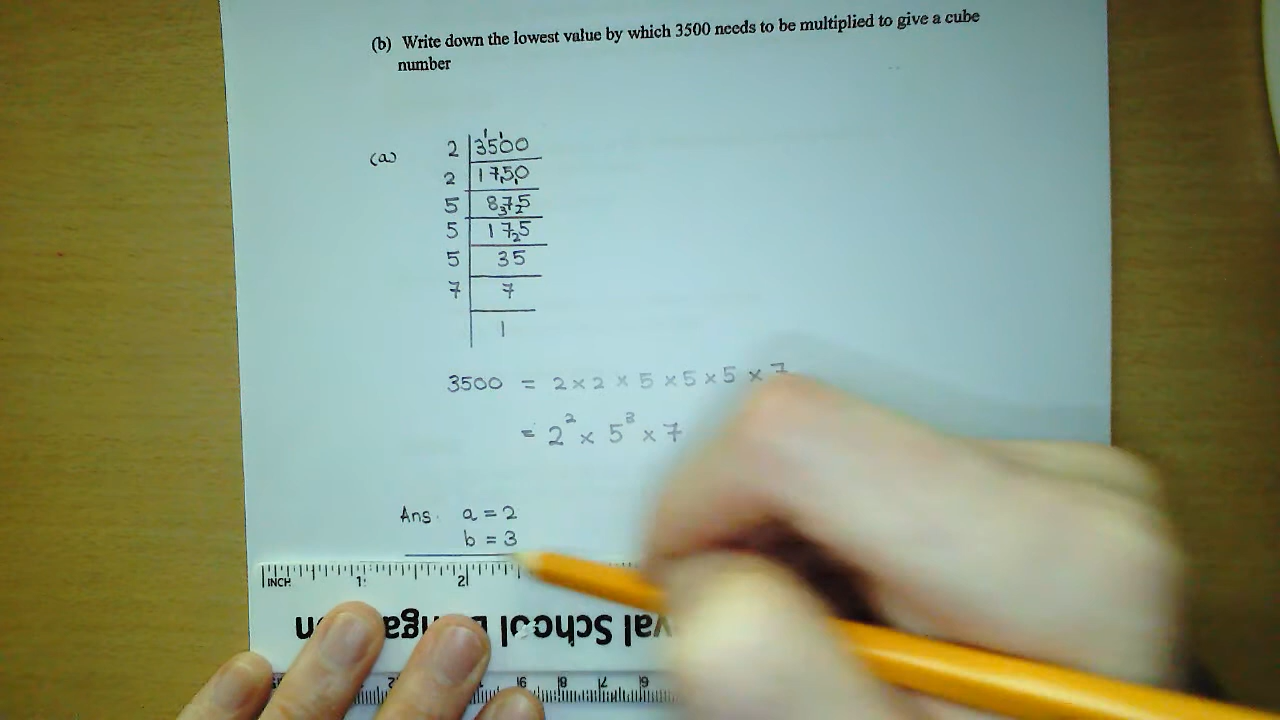 (b) Write down the lowest value by which 3500 needs to be multiplied to give a cube
number
(a)
2 3500
2 1750
5 875
5 175
5 35
7 7
1
3500 = 2 × 2 × 5 × 5 × 5 × 7
= 2² × 5³ × 7
Ans. a = 2
b = 3
INCH 1 2
School